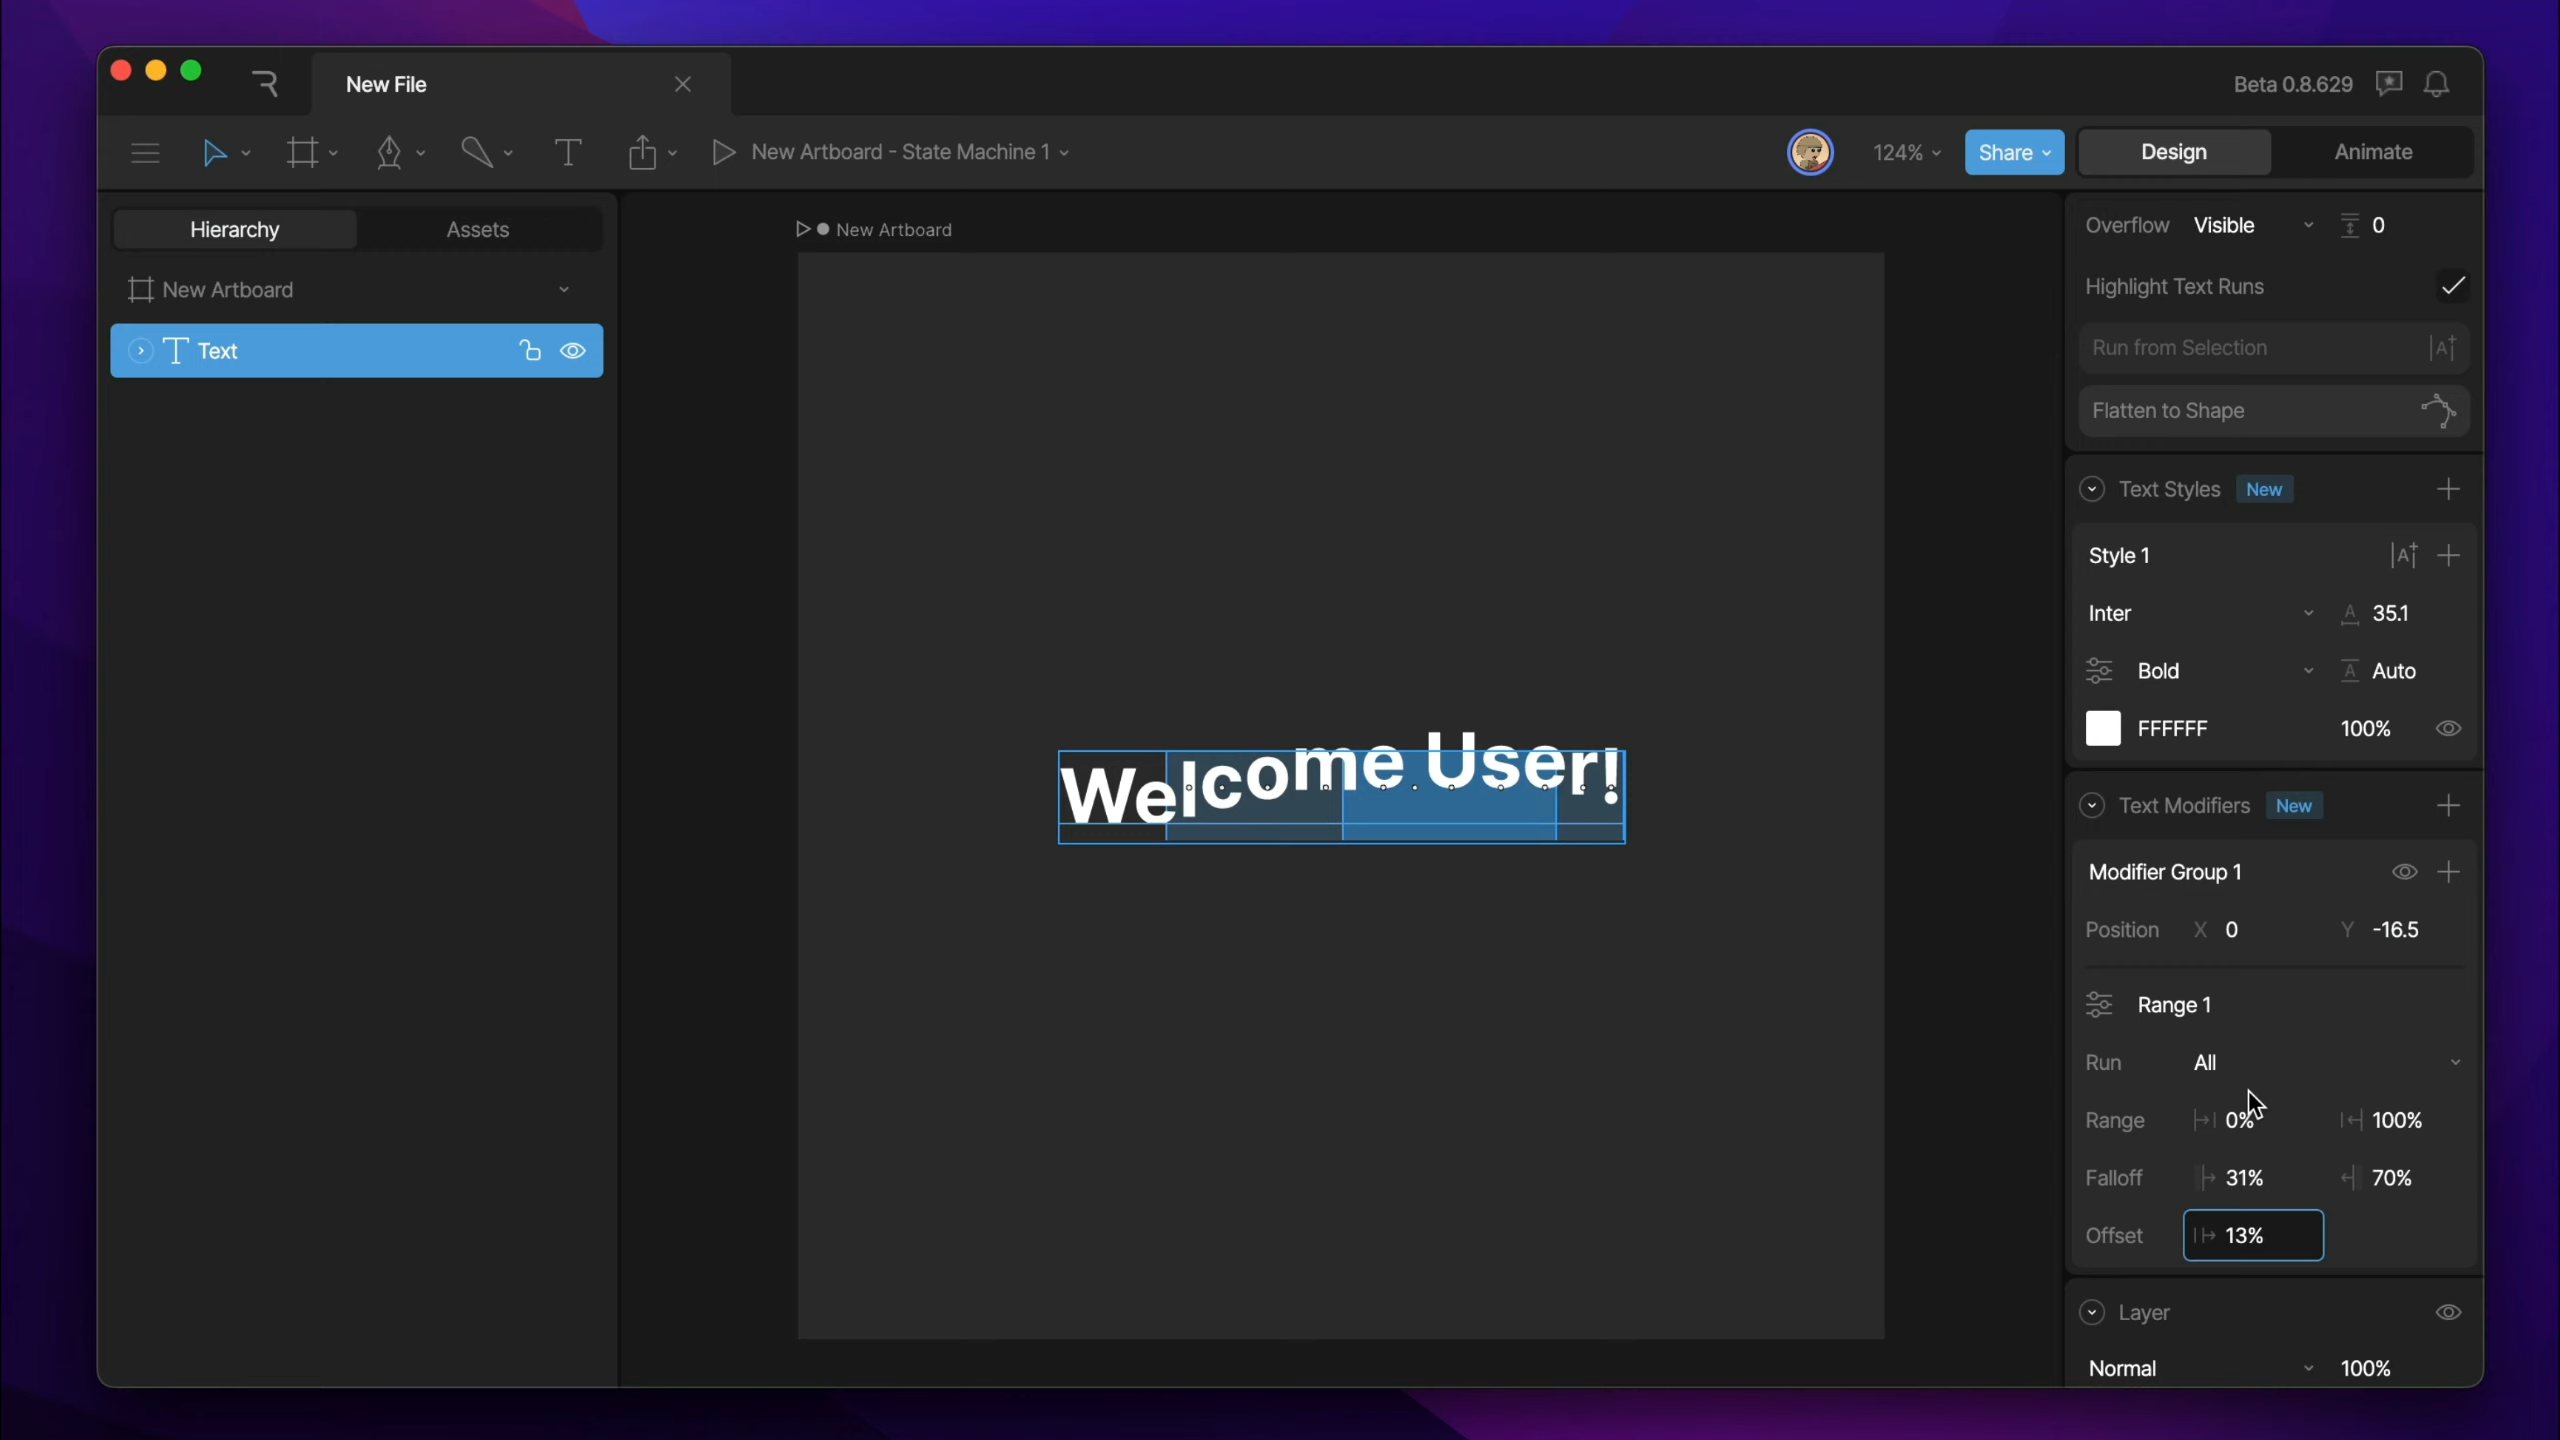 New File
Beta 0.8.629
New Artboard - State Machine 1
124%
Share
Design
Animate
Hierarchy
Assets
New Artboard
Text
New Artboard
Welcome User!
Overflow Visible 0
Highlight Text Runs
Run from Selection
Flatten to Shape
Text Styles New
Style 1
Inter 35.1
Bold Auto
FFFFFF 100%
Text Modifiers New
Modifier Group 1
Position X 0 Y -16.5
Range 1
Run All
Range 0% 100%
Falloff 31% 70%
Offset 13%
Layer
Normal 100%